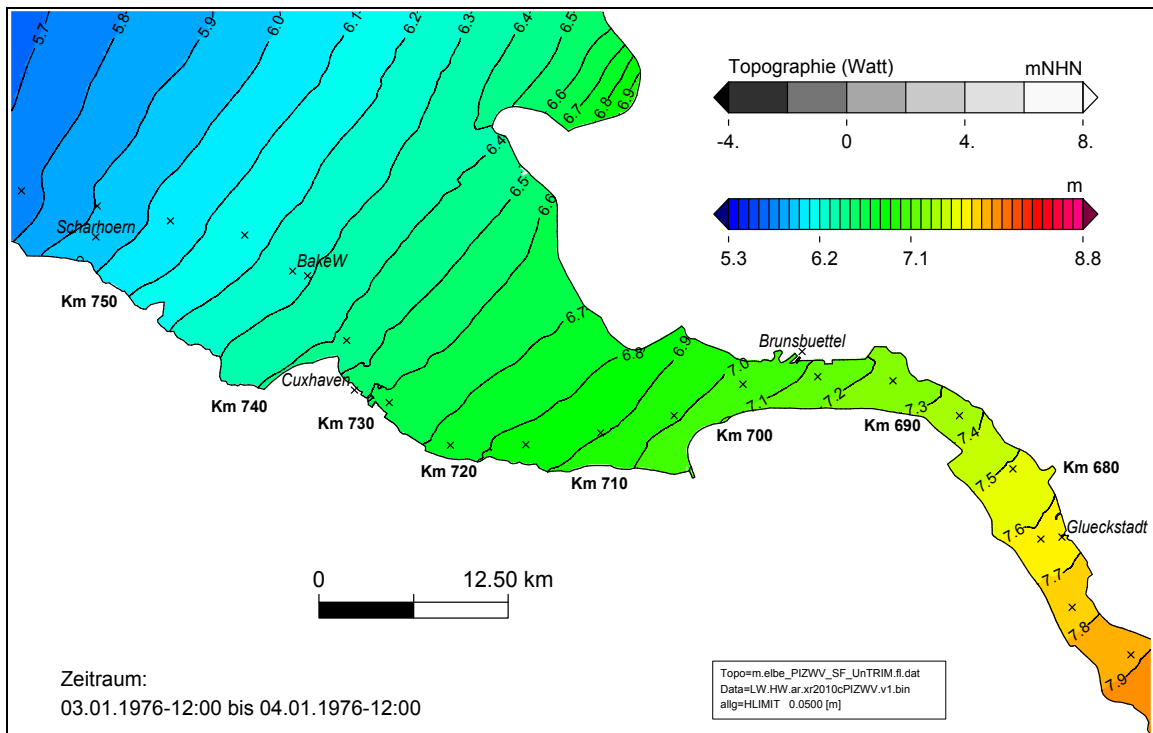 5.7
5.8
5.9
6.0
6.1
6.2
6.3
6.4
6.5
6.6
6.7
6.8
6.9
Topographie (Watt) mNHN
-4. 0 4. 8.
m
5.3 6.2 7.1 8.8
6.4
6.5
6.6
Scharhoern
BakeW
Km 750
6.7
6.8
6.9
7.0
7.1
7.2
7.3
7.4
7.5
7.6
7.7
7.8
7.9
Brunsbuettel
Cuxhaven
Km 740
Km 730
Km 720
Km 710
Km 700
Km 690
Km 680
Glueckstadt
0 12.50 km
Zeitraum:
03.01.1976-12:00 bis 04.01.1976-12:00
Topo=m.elbe_PIZWV_SF_UnTRIM.fl.dat
Data=LW.HW.ar.xr2010cPIZWV.v1.bin
allg=HLIMIT 0.0500 [m]